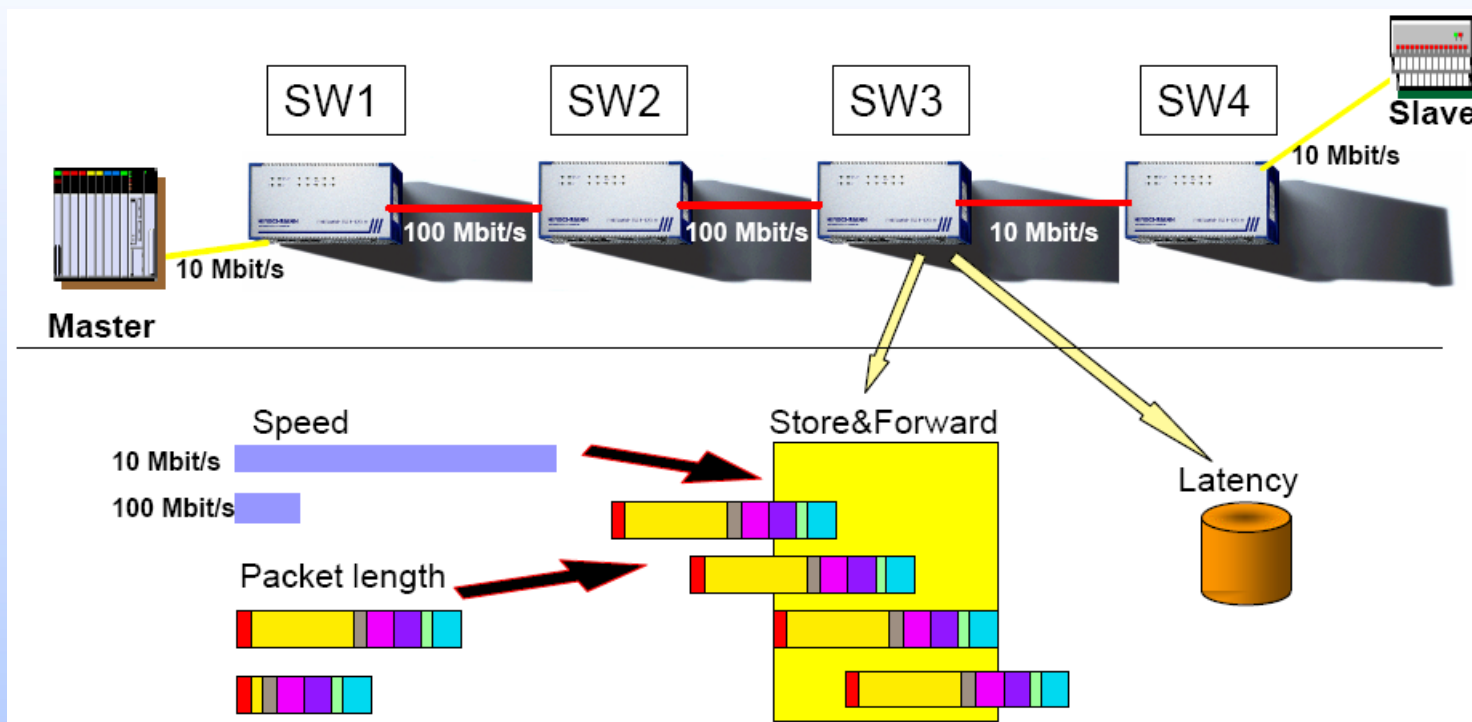 SW1
SW2
SW3
SW4
Slave
10 Mbit/s
100 Mbit/s
100 Mbit/s
10 Mbit/s
10 Mbit/s
Master
Speed
10 Mbit/s
100 Mbit/s
Packet length
Store&Forward
Latency